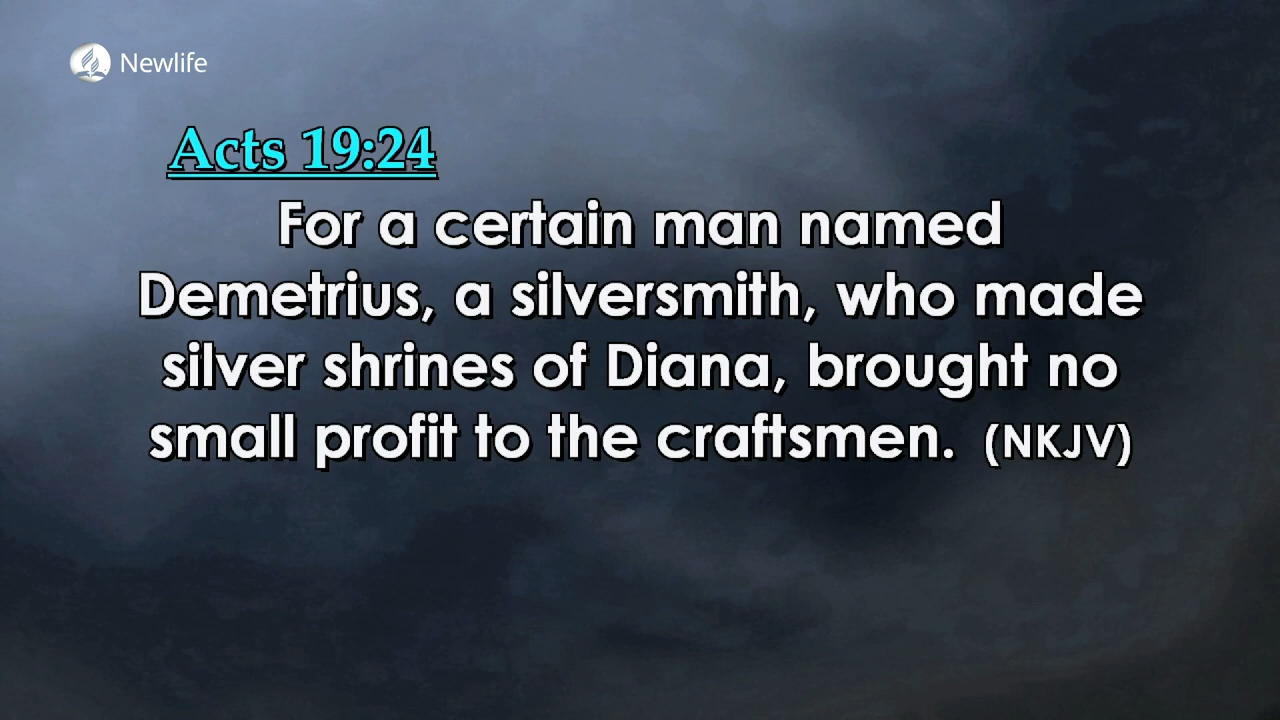 Newlife
Acts 19:24
For a certain man named
Demetrius, a silversmith, who made
silver shrines of Diana, brought no
small profit to the craftsmen. (NKJV)